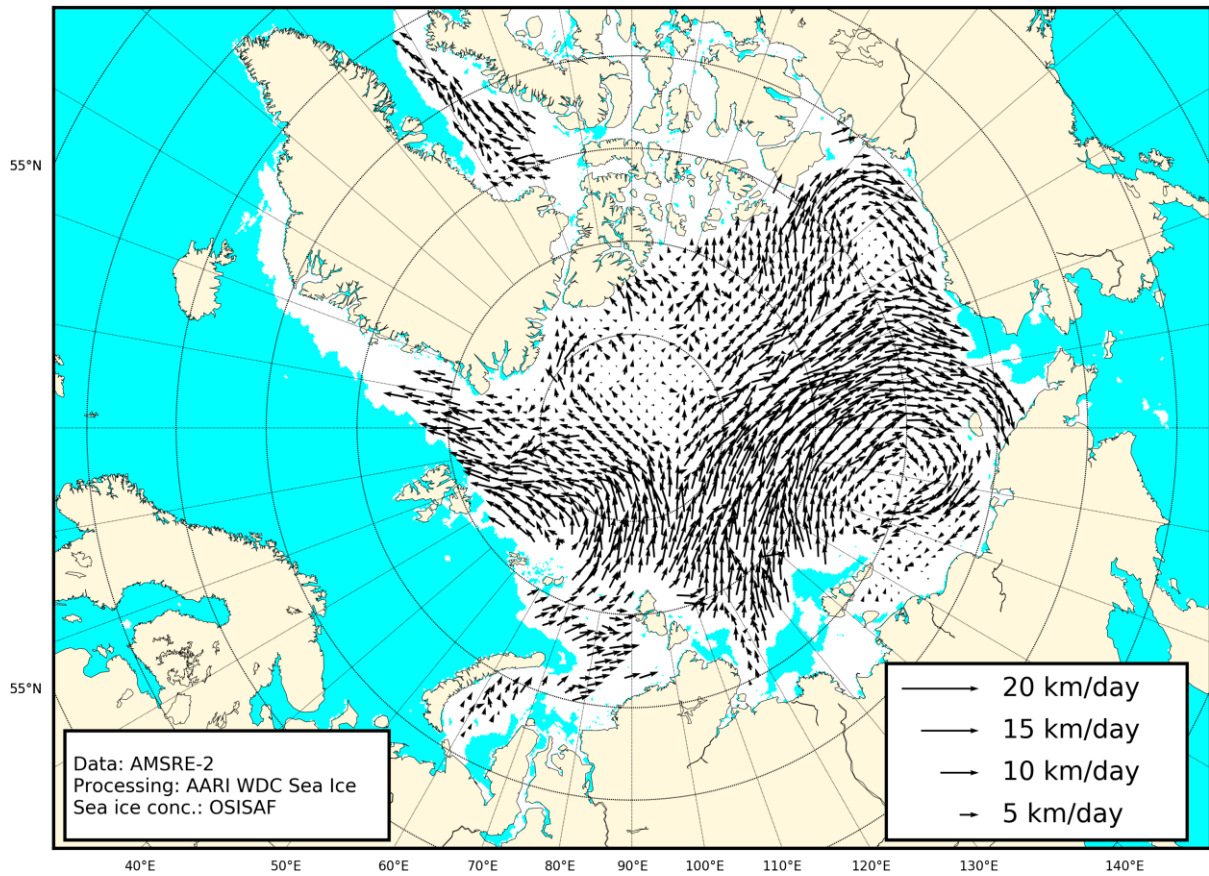 55°N
55°N
Data: AMSRE-2
Processing: AARI WDC Sea Ice
Sea ice conc.: OSISAF
20 km/day
15 km/day
10 km/day
5 km/day
40°E 50°E 60°E 70°E 80°E 90°E 100°E 110°E 120°E 130°E 140°E